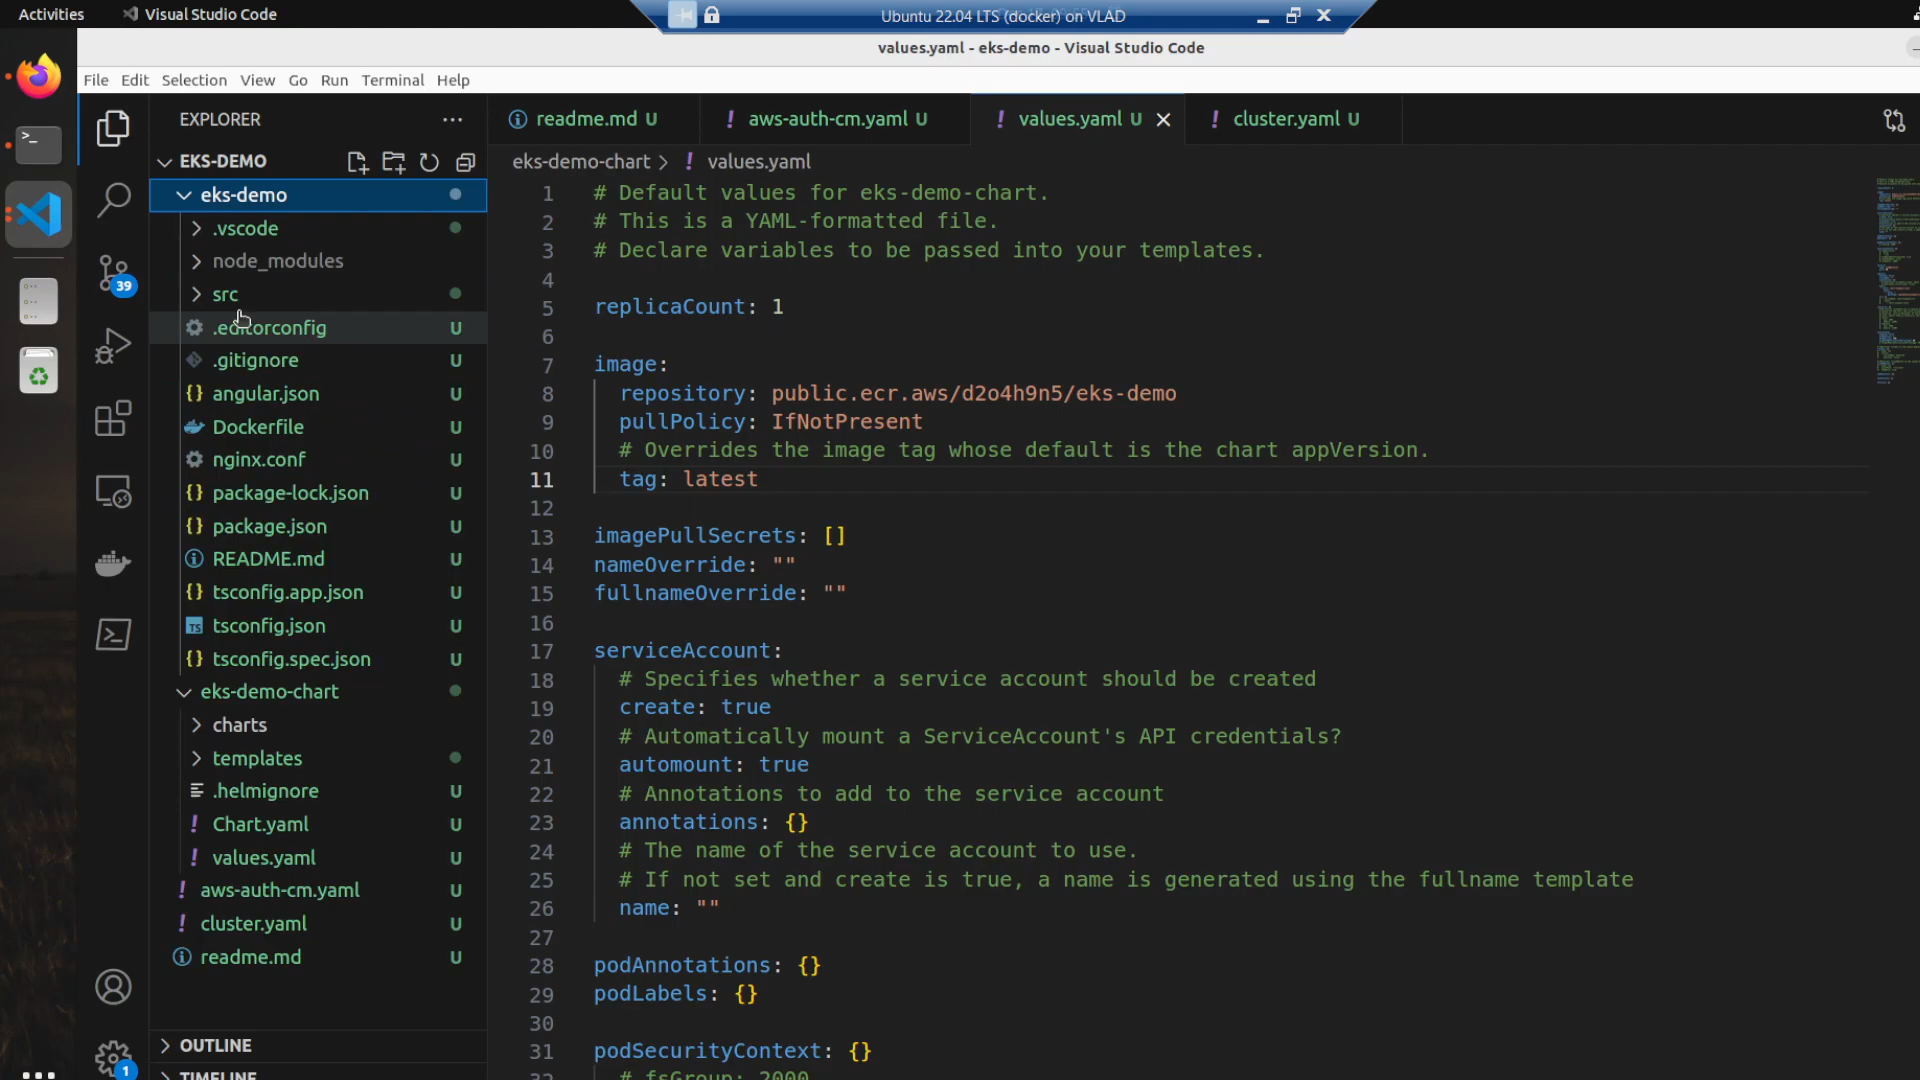 Activities
Visual Studio Code
Ubuntu 22.04 LTS (docker) on VLAD
values.yaml - eks-demo - Visual Studio Code
File Edit Selection View Go Run Terminal Help
EXPLORER
EKS-DEMO
eks-demo
.vscode
node_modules
src
.editorconfig U
.gitignore U
angular.json U
Dockerfile U
nginx.conf U
package-lock.json U
package.json U
README.md U
tsconfig.app.json U
tsconfig.json U
tsconfig.spec.json U
eks-demo-chart
charts
templates
.helmignore U
Chart.yaml U
values.yaml U
aws-auth-cm.yaml U
cluster.yaml U
readme.md U
OUTLINE
TIMELINE
39
1
readme.md U
aws-auth-cm.yaml U
values.yaml U
cluster.yaml U
eks-demo-chart > ! values.yaml
1 # Default values for eks-demo-chart.
2 # This is a YAML-formatted file.
3 # Declare variables to be passed into your templates.
4
5 replicaCount: 1
6
7 image:
8 repository: public.ecr.aws/d2o4h9n5/eks-demo
9 pullPolicy: IfNotPresent
10 # Overrides the image tag whose default is the chart appVersion.
11 tag: latest
12
13 imagePullSecrets: []
14 nameOverride: ""
15 fullnameOverride: ""
16
17 serviceAccount:
18 # Specifies whether a service account should be created
19 create: true
20 # Automatically mount a ServiceAccount's API credentials?
21 automount: true
22 # Annotations to add to the service account
23 annotations: {}
24 # The name of the service account to use.
25 # If not set and create is true, a name is generated using the fullname template
26 name: ""
27
28 podAnnotations: {}
29 podLabels: {}
30
31 podSecurityContext: {}
32 # fsGroup: 2000